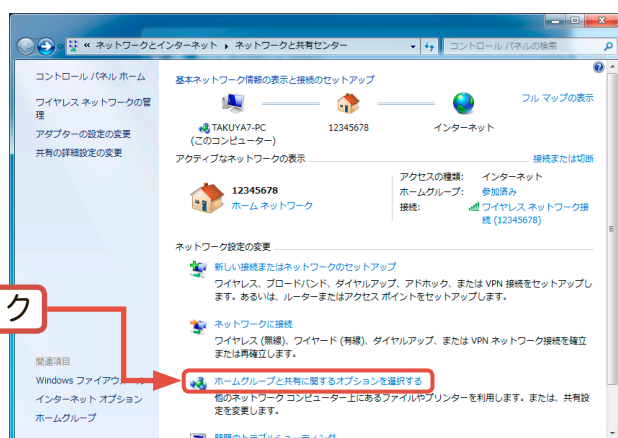 « ネットワークとインターネット ▸ ネットワークと共有センター
コントロール パネルの検索
コントロール パネル ホーム
ワイヤレス ネットワークの管
理
アダプターの設定の変更
共有の詳細設定の変更
基本ネットワーク情報の表示と接続のセットアップ
フル マップの表示
TAKUYA7-PC
(このコンピューター)
12345678
インターネット
アクティブなネットワークの表示
接続または切断
12345678
ホーム ネットワーク
アクセスの種類: インターネット
ホームグループ: 参加済み
接続: ワイヤレス ネットワーク接
続 (12345678)
ネットワーク設定の変更
新しい接続またはネットワークのセットアップ
ワイヤレス、ブロードバンド、ダイヤルアップ、アドホック、または VPN 接続をセットアップし
ます。あるいは、ルーターまたはアクセス ポイントをセットアップします。
ネットワークに接続
ワイヤレス (無線)、ワイヤード (有線)、ダイヤルアップ、または VPN ネットワーク接続を確立
または再確立します。
ク
ホームグループと共有に関するオプションを選択する
他のネットワーク コンピューター上にあるファイルやプリンターを利用します。または、共有設
定を変更します。
関連項目
Windows ファイアウ
インターネット オプション
ホームグループ